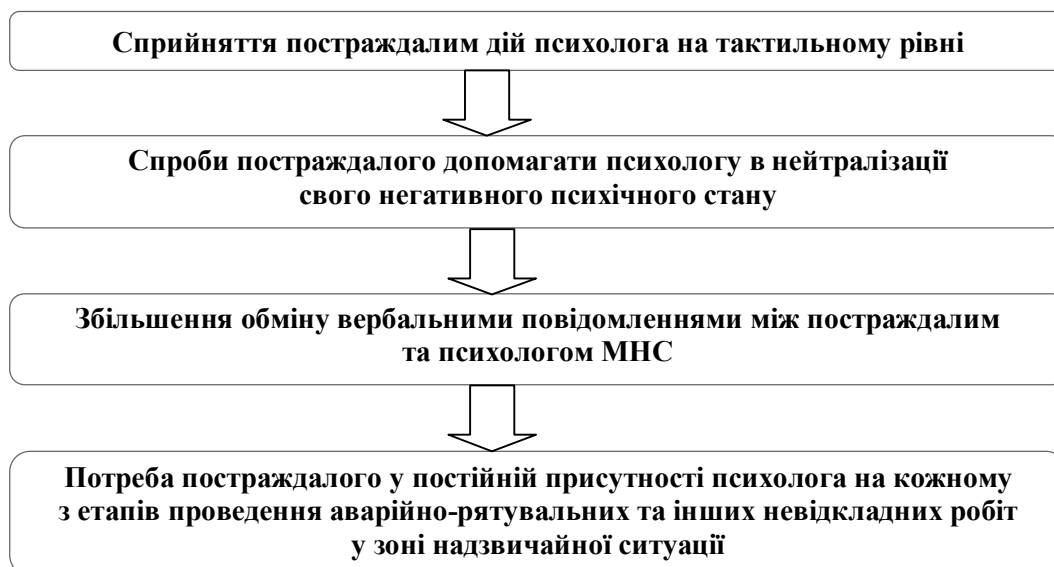 Сприйняття постраждалим дій психолога на тактильному рівні
Спроби постраждалого допомагати психологу в нейтралізації
свого негативного психічного стану
Збільшення обміну вербальними повідомленнями між постраждалим
та психологом МНС
Потреба постраждалого у постійній присутності психолога на кожному
з етапів проведення аварійно-рятувальних та інших невідкладних робіт
у зоні надзвичайної ситуації